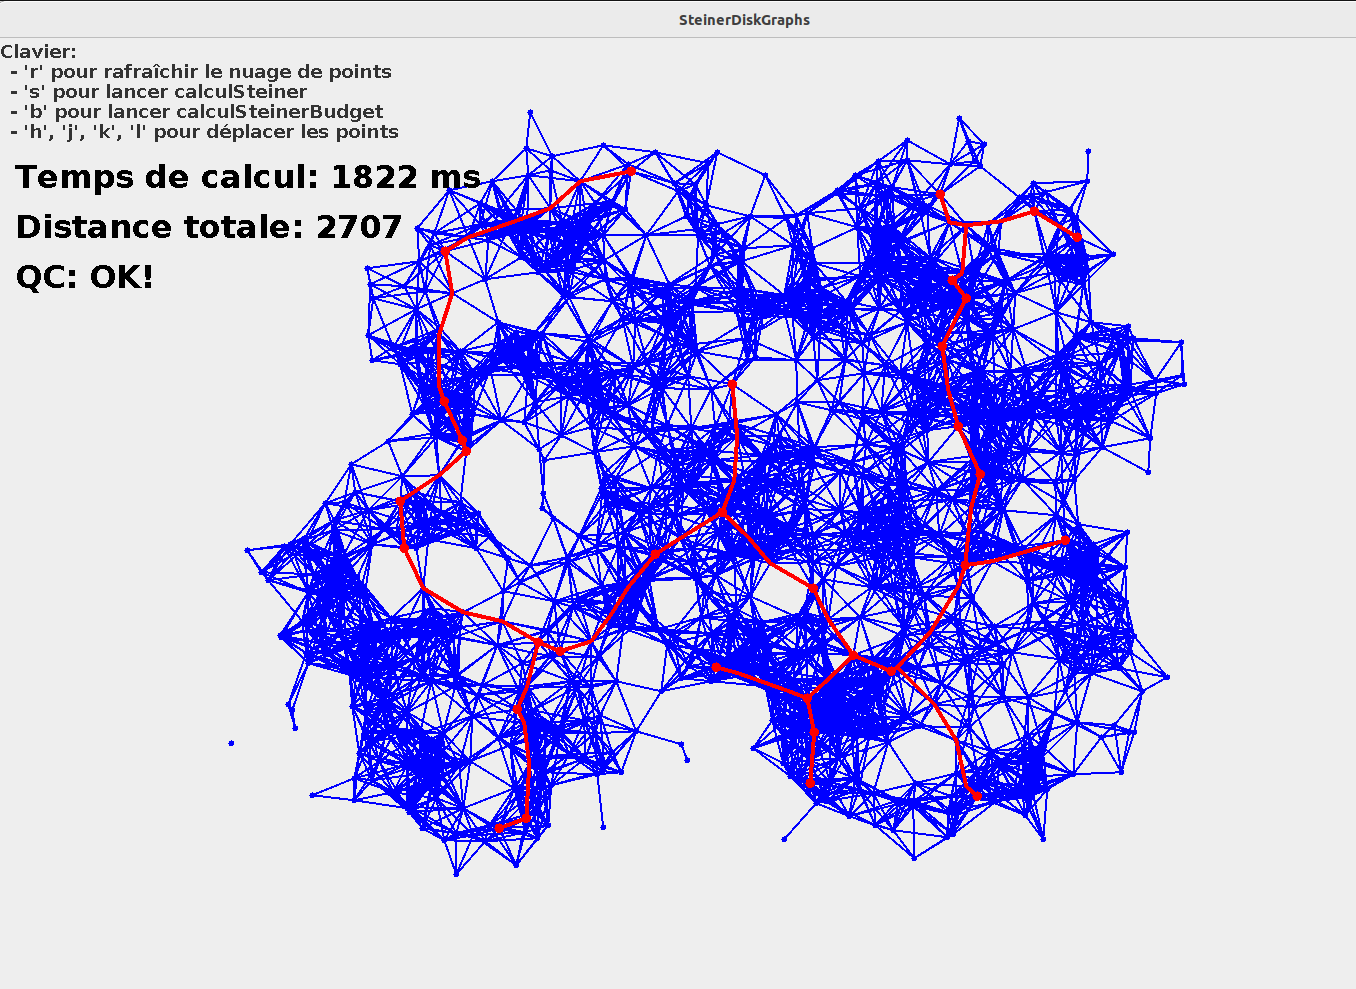 SteinerDiskGraphs
Clavier:
- 'r' pour rafraîchir le nuage de points
- 's' pour lancer calculSteiner
- 'b' pour lancer calculSteinerBudget
- 'h', 'j', 'k', 'l' pour déplacer les points
Temps de calcul: 1822 ms
Distance totale: 2707
QC: OK!